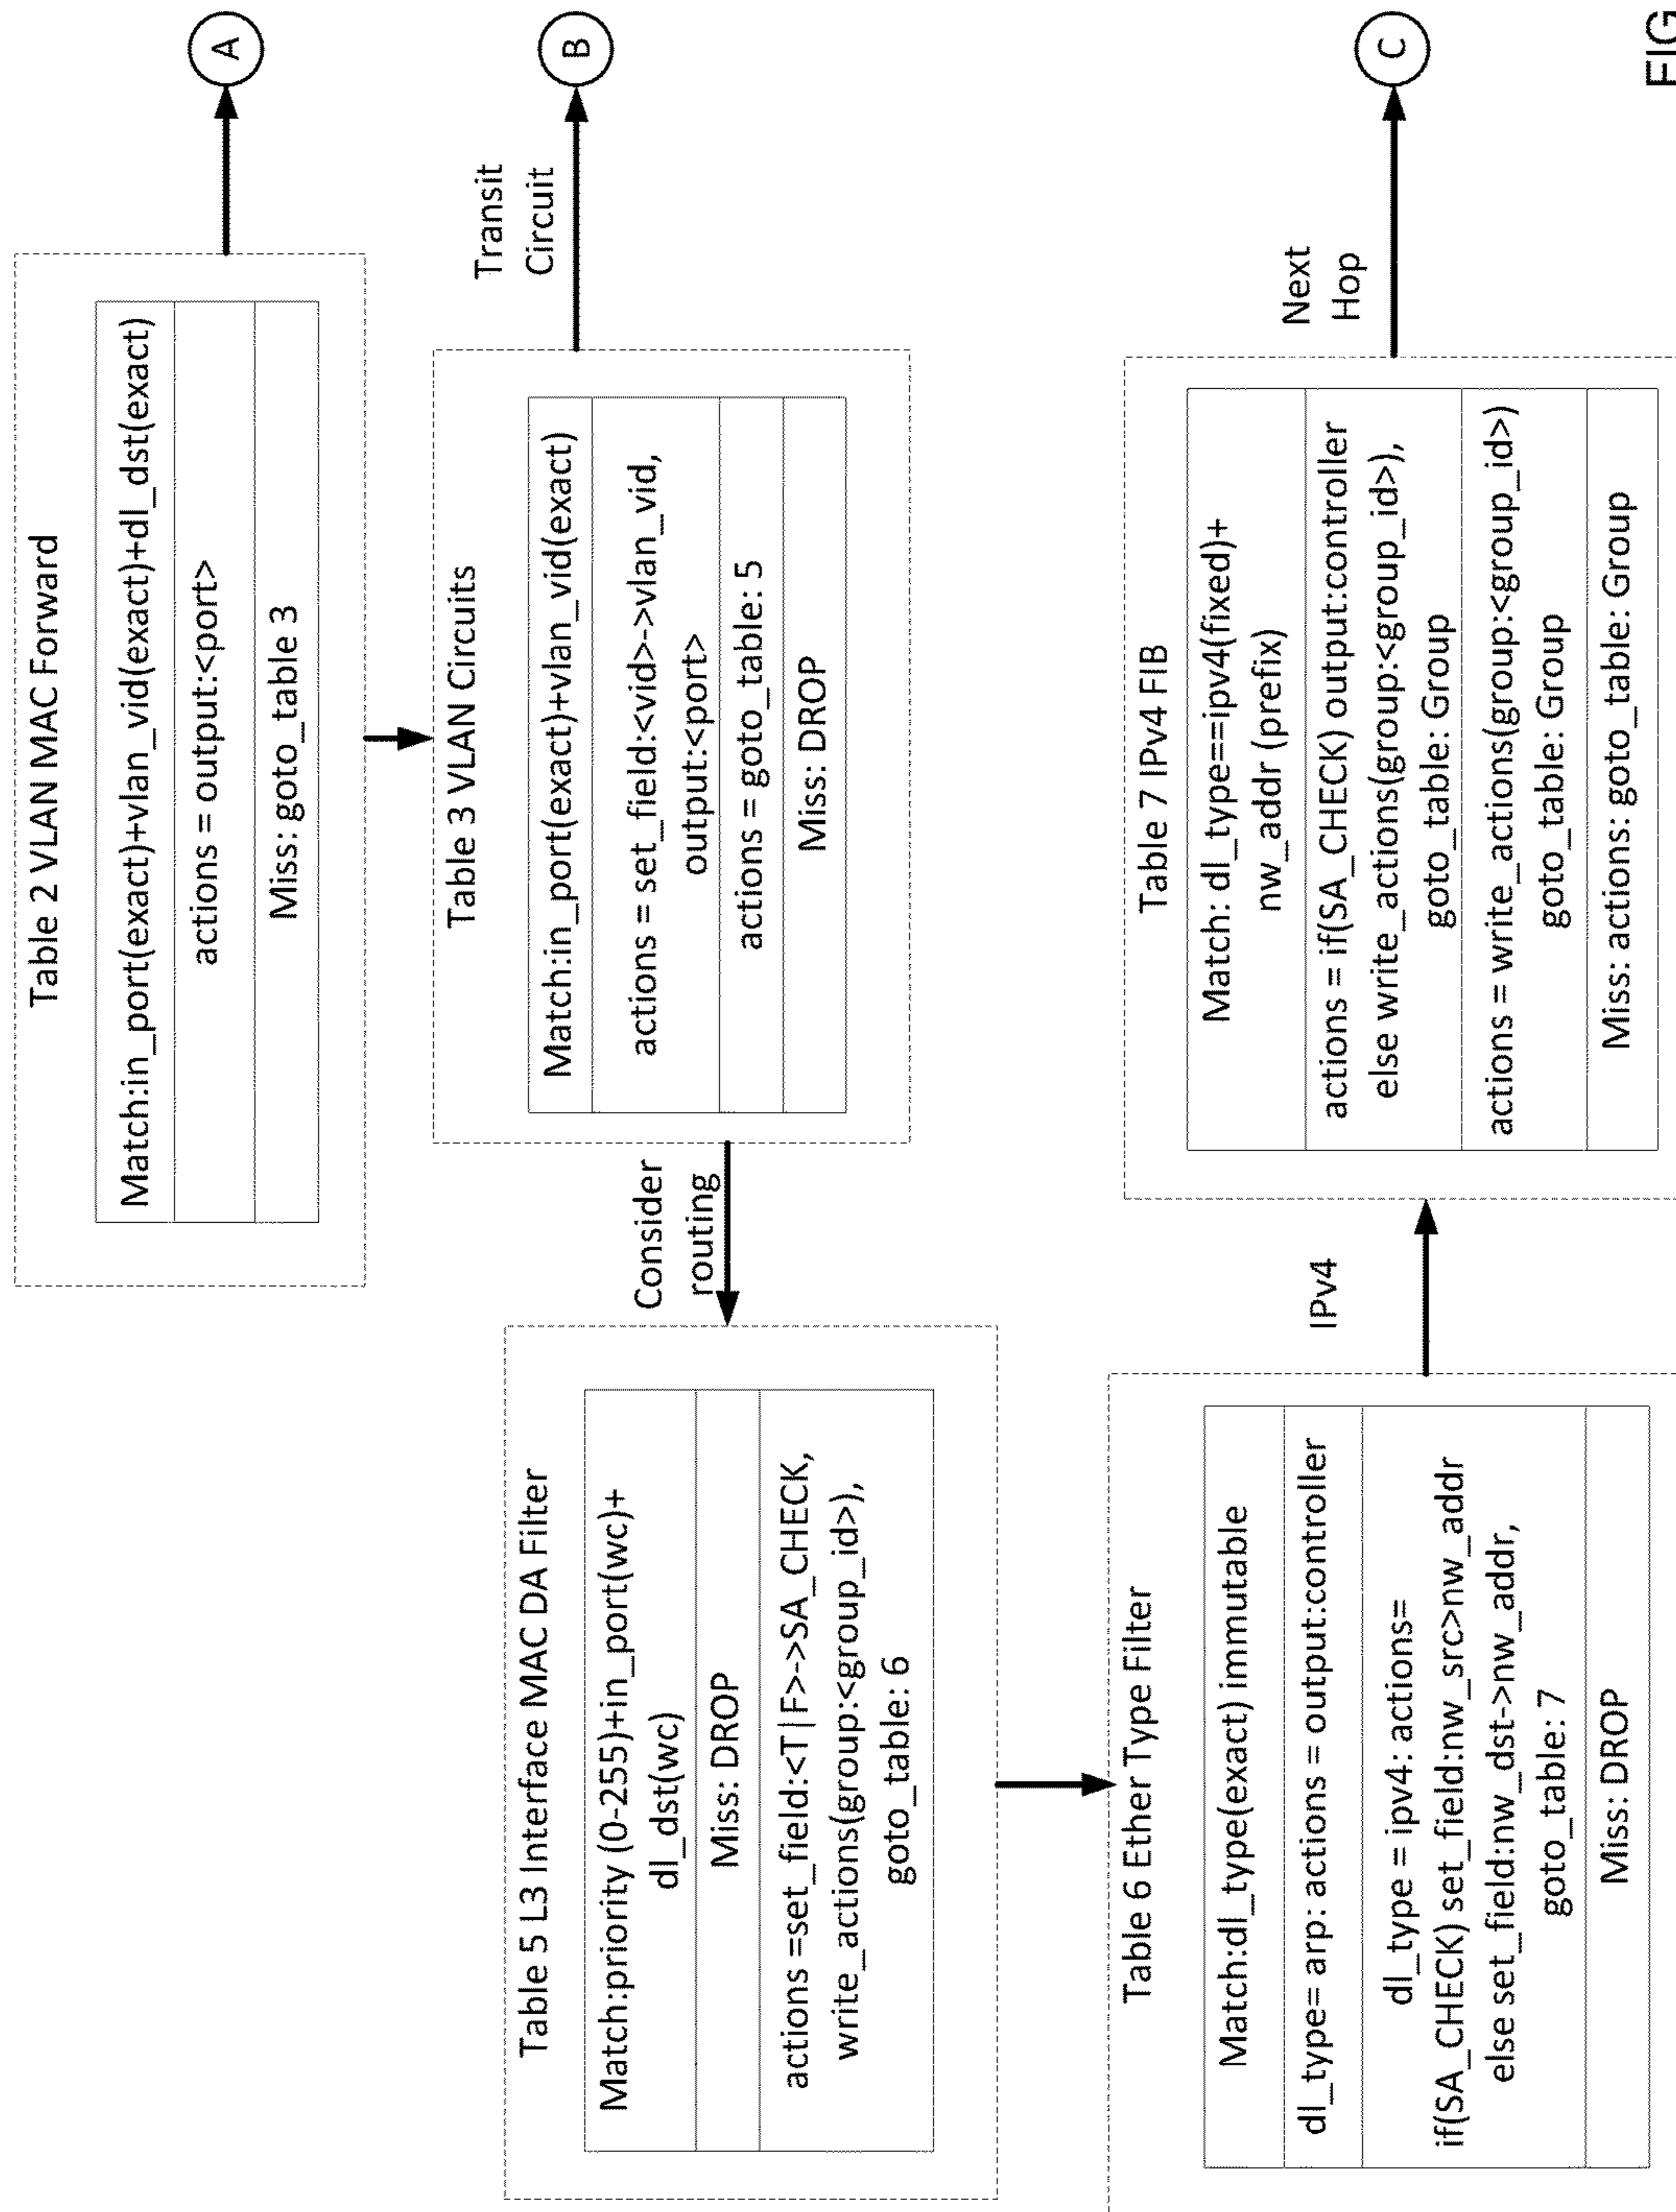 Table 2 VLAN MAC Forward
Match:in_port(exact)+vlan_vid(exact)+dl_dst(exact)
actions = output:<port>
Miss: goto_table 3
A
Table 3 VLAN Circuits
Match:in_port(exact)+vlan_vid(exact)
actions = set_field:<vid>->vlan_vid,
output:<port>
actions = goto_table: 5
Miss: DROP
Transit
Circuit
B
Consider
routing
Table 5 L3 Interface MAC DA Filter
Match:priority (0-255)+in_port(wc)+
dl_dst(wc)
Miss: DROP
actions =set_field:<T|F>->SA_CHECK,
write_actions(group:<group_id>),
goto_table: 6
Table 6 Ether Type Filter
Match:dl_type(exact) immutable
dl_type= arp: actions = output:controller
dl_type = ipv4: actions=
if(SA_CHECK) set_field:nw_src>nw_addr
else set_field:nw_dst->nw_addr,
goto_table: 7
Miss: DROP
IPv4
Table 7 IPv4 FIB
Match: dl_type==ipv4(fixed)+
nw_addr (prefix)
actions = if(SA_CHECK) output:controller
else write_actions(group:<group_id>),
goto_table: Group
actions = write_actions(group:<group_id>)
goto_table: Group
Miss: actions: goto_table: Group
Next
Hop
C
FIG